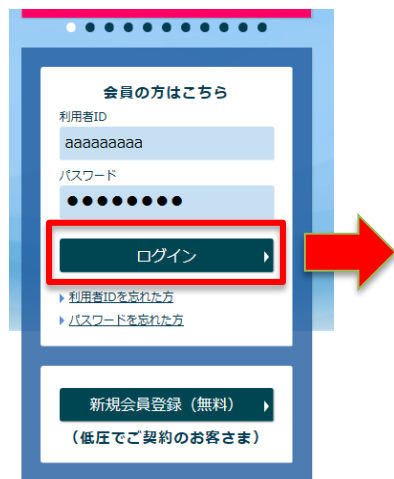 会員の方はこちら
利用者ID
aaaaaaaaa
パスワード
●●●●●●●●
ログイン
利用者IDを忘れた方
パスワードを忘れた方
新規会員登録（無料）
（低圧でご契約のお客さま）